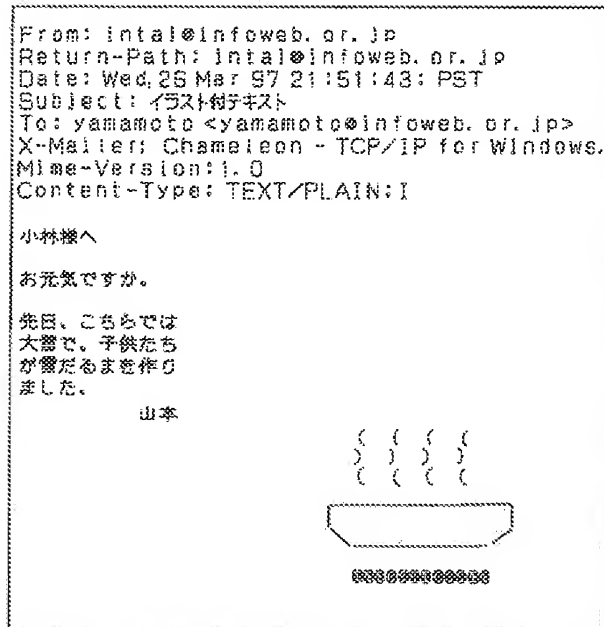 From: intal@infoweb.or.jp
Return-Path: intal@infoweb.or.jp
Date: Wed, 26 Mar 97 21:51:43: PST
Subject: イラスト付テキスト
To: yamamoto <yamamoto@infoweb.or.jp>
X-Mailer: Chameleon - TCP/IP for Windows.
Mime-Version:1.0
Content-Type: TEXT/PLAIN:I
小林様へ
お元気ですか。
先日、こちらでは
大雪で。子供たち
が雪だるまを作り
ました。
山本